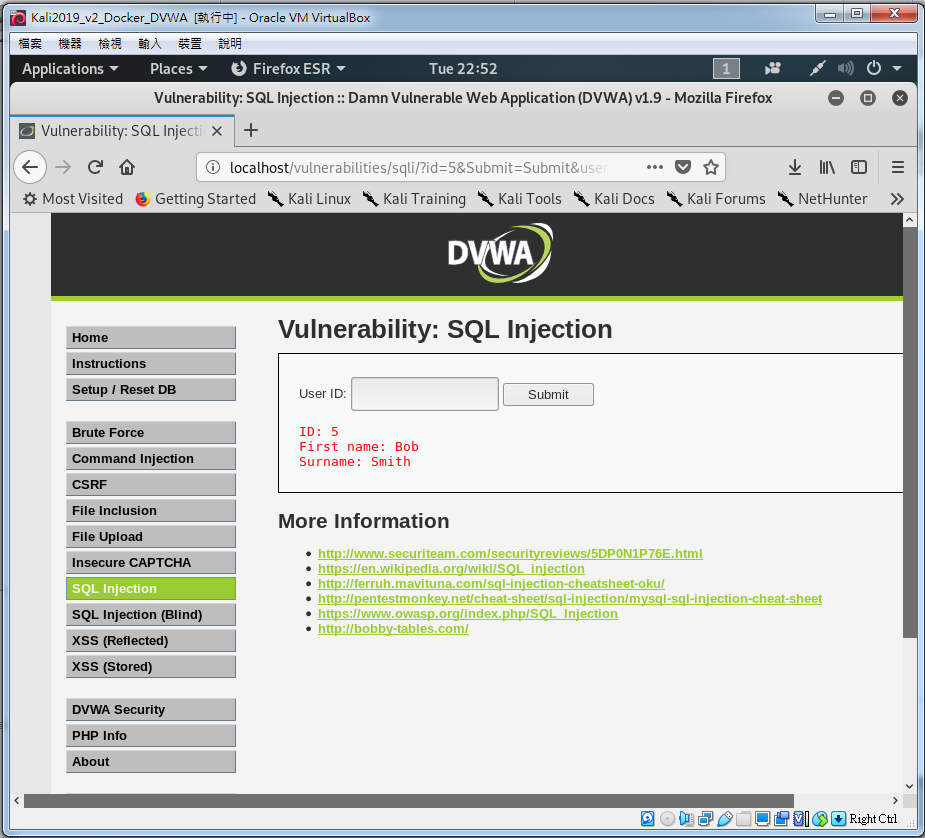 Kali2019_v2_Docker_DVWA [執行中] - Oracle VM VirtualBox
檔案 機器 檢視 輸入 裝置 說明
Applications Places Firefox ESR Tue 22:52 1
Vulnerability: SQL Injection :: Damn Vulnerable Web Application (DVWA) v1.9 - Mozilla Firefox
Vulnerability: SQL Injecti
localhost/vulnerabilities/sqli/?id=5&Submit=Submit&user
Most Visited Getting Started Kali Linux Kali Training Kali Tools Kali Docs Kali Forums NetHunter
DVWA
Home
Instructions
Setup / Reset DB
Brute Force
Command Injection
CSRF
File Inclusion
File Upload
Insecure CAPTCHA
SQL Injection
SQL Injection (Blind)
XSS (Reflected)
XSS (Stored)
DVWA Security
PHP Info
About
Vulnerability: SQL Injection
User ID: Submit
ID: 5
First name: Bob
Surname: Smith
More Information
http://www.securiteam.com/securityreviews/5DP0N1P76E.html
https://en.wikipedia.org/wiki/SQL_injection
http://ferruh.mavituna.com/sql-injection-cheatsheet-oku/
http://pentestmonkey.net/cheat-sheet/sql-injection/mysql-sql-injection-cheat-sheet
https://www.owasp.org/index.php/SQL_Injection
http://bobby-tables.com/
Right Ctrl